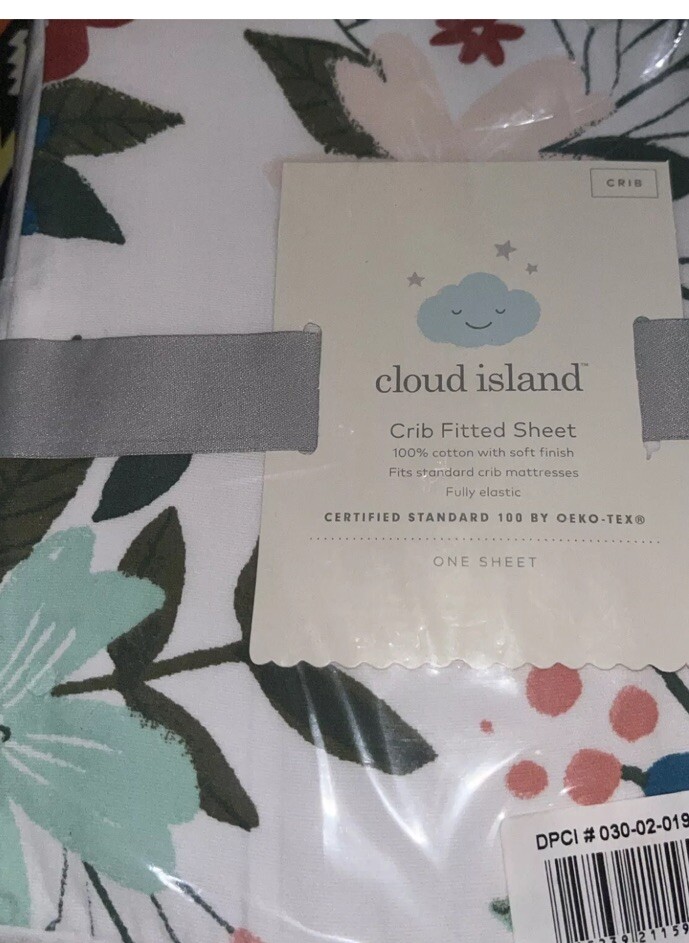 CRIB
cloud island™
Crib Fitted Sheet
100% cotton with soft finish
Fits standard crib mattresses
Fully elastic
CERTIFIED STANDARD 100 BY OEKO-TEX®
ONE SHEET
DPCI # 030-02-019